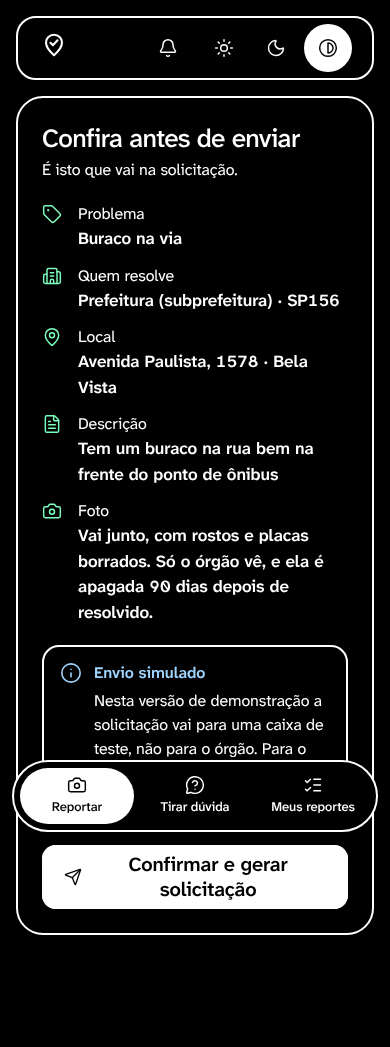 Confira antes de enviar
É isto que vai na solicitação.
Problema
Buraco na via
Quem resolve
Prefeitura (subprefeitura) · SP156
Local
Avenida Paulista, 1578 · Bela
Vista
Descrição
Tem um buraco na rua bem na
frente do ponto de ônibus
Foto
Vai junto, com rostos e placas
borrados. Só o órgão vê, e ela é
apagada 90 dias depois de
resolvido.
Envio simulado
Nesta versão de demonstração a
solicitação vai para uma caixa de
teste, não para o órgão. Para o
Reportar
Tirar dúvida
Meus reportes
Confirmar e gerar
solicitação